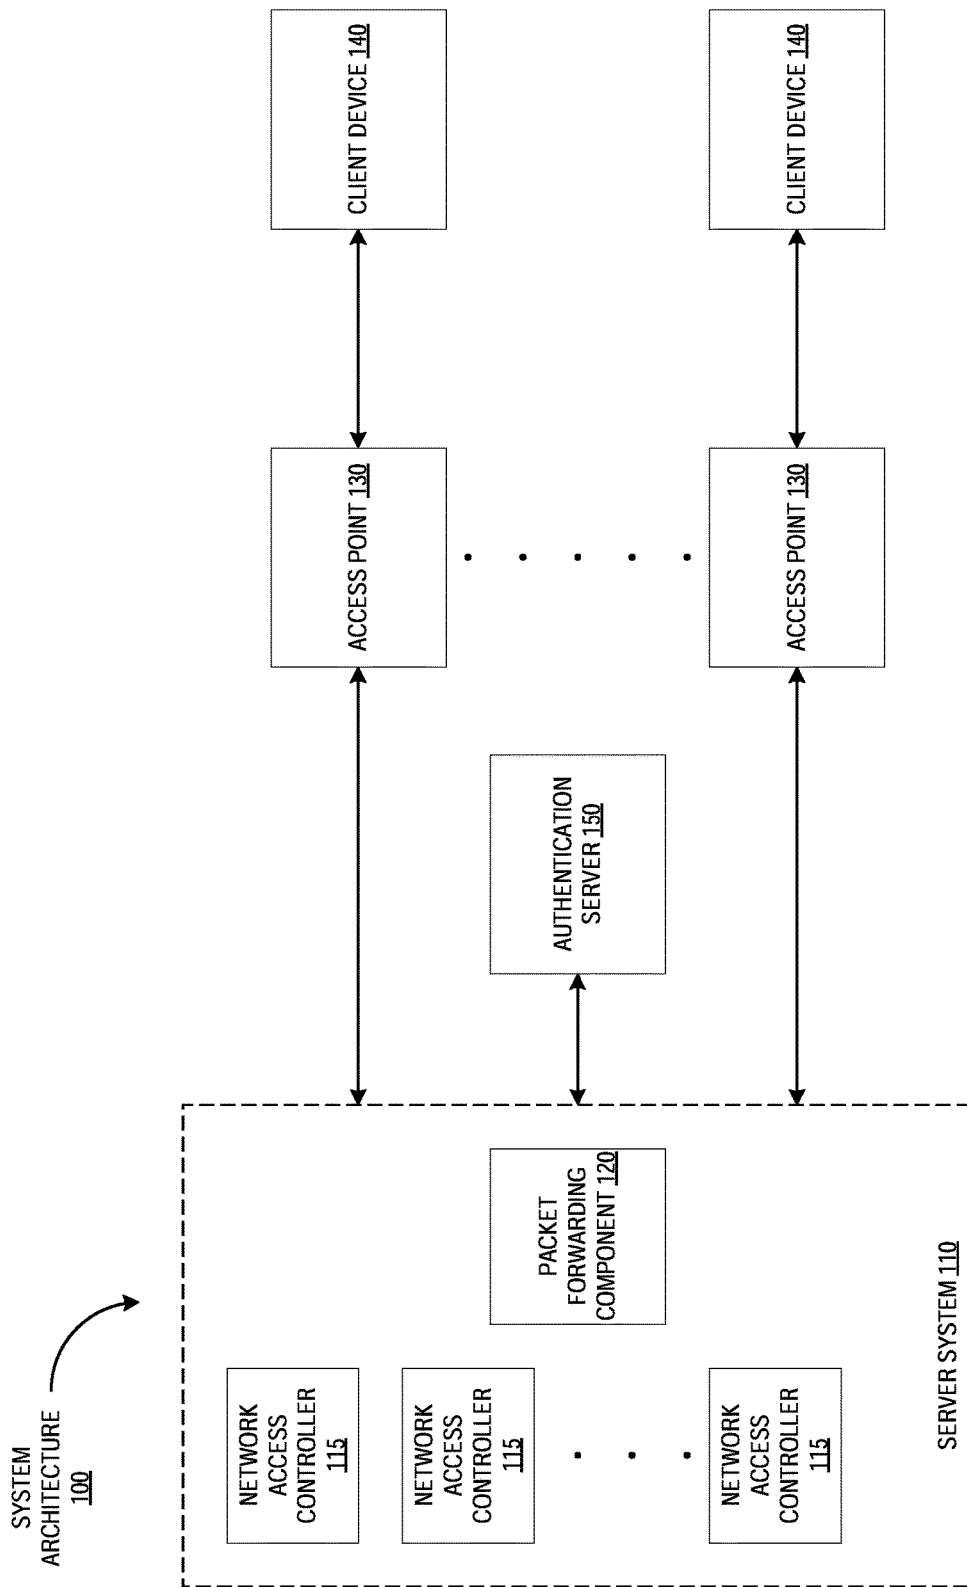 SYSTEM
ARCHITECTURE
100
NETWORK
ACCESS
CONTROLLER
115
NETWORK
ACCESS
CONTROLLER
115
NETWORK
ACCESS
CONTROLLER
115
PACKET
FORWARDING
COMPONENT 120
SERVER SYSTEM 110
AUTHENTICATION
SERVER 150
ACCESS POINT 130
ACCESS POINT 130
CLIENT DEVICE 140
CLIENT DEVICE 140